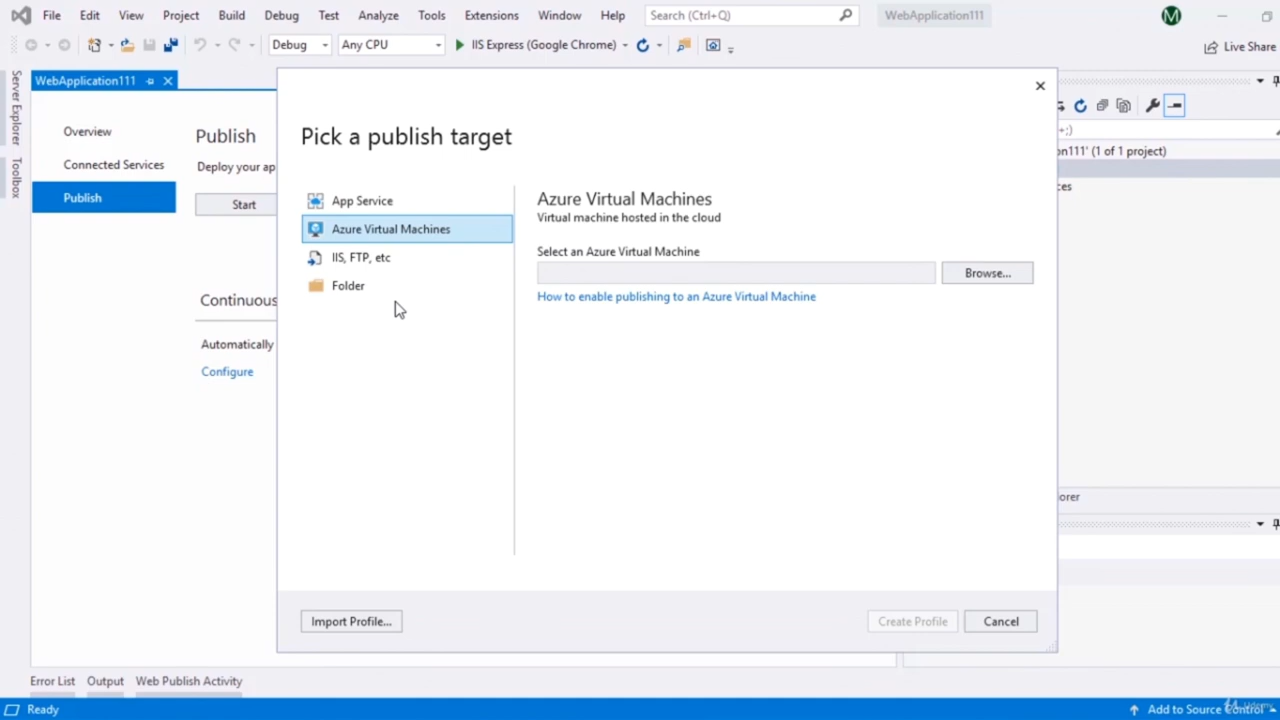 File Edit View Project Build Debug Test Analyze Tools Extensions Window Help Search (Ctrl+Q) WebApplication111 M
Debug Any CPU IIS Express (Google Chrome) Live Share
Server Explorer
Toolbox
WebApplication111
Overview
Connected Services
Publish
Publish
Deploy your ap
Start
Continuous
Automatically
Configure
Pick a publish target
App Service
Azure Virtual Machines
IIS, FTP, etc
Folder
Azure Virtual Machines
Virtual machine hosted in the cloud
Select an Azure Virtual Machine
Browse...
How to enable publishing to an Azure Virtual Machine
Import Profile... Create Profile Cancel
+;)
on111' (1 of 1 project)
ces
orer
Error List Output Web Publish Activity
Ready Add to Source Control
Udemy